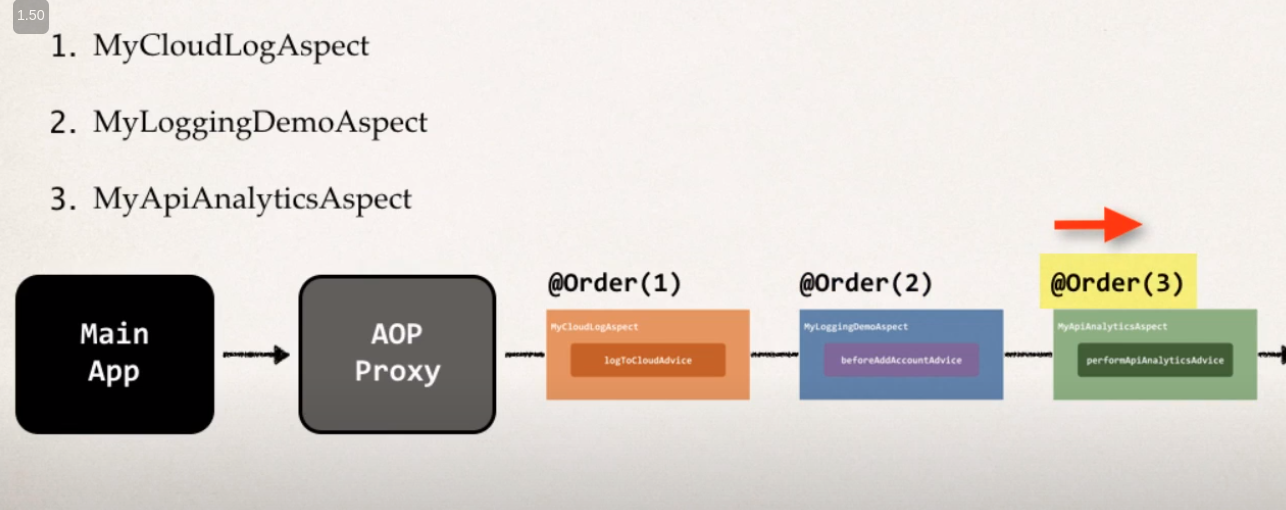 1.50
1. MyCloudLogAspect
2. MyLoggingDemoAspect
3. MyApiAnalyticsAspect
Main
App
AOP
Proxy
@Order(1)
MyCloudLogAspect
logToCloudAdvice
@Order(2)
MyLoggingDemoAspect
beforeAddAccountAdvice
@Order(3)
MyApiAnalyticsAspect
performApiAnalyticsAdvice